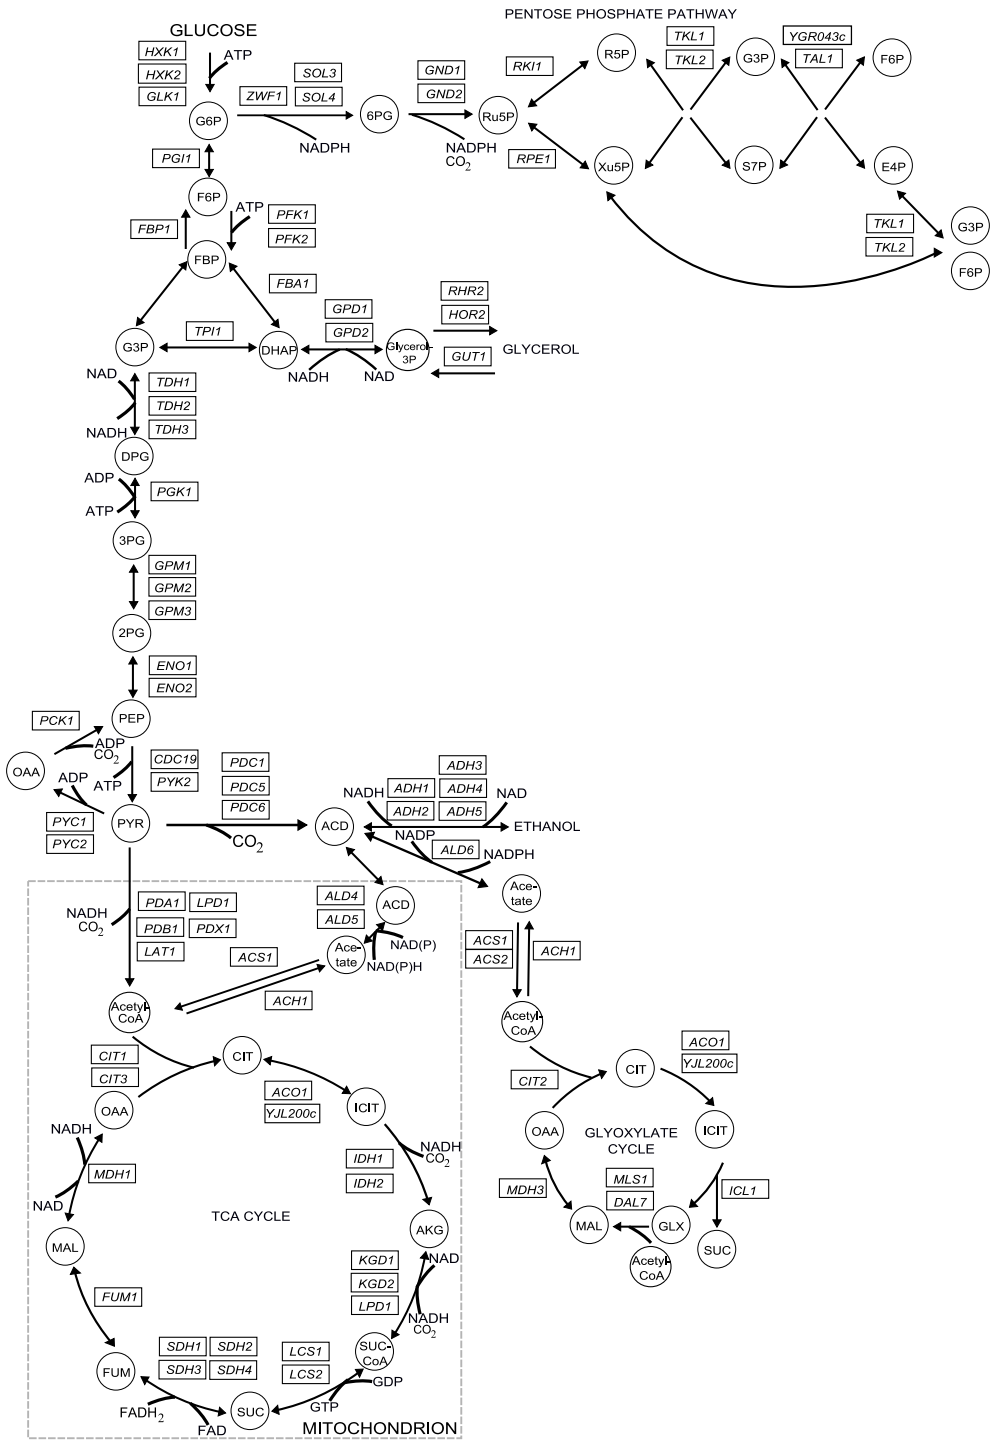 PENTOSE PHOSPHATE PATHWAY
GLUCOSE
HXK1
HXK2
GLK1
ATP
G6P
ZWF1
SOL3
SOL4
NADPH
6PG
GND1
GND2
NADPH
CO2
Ru5P
RKI1
RPE1
R5P
Xu5P
TKL1
TKL2
G3P
S7P
YGR043c
TAL1
F6P
E4P
TKL1
TKL2
G3P
F6P
PGI1
F6P
FBP1
ATP
PFK1
PFK2
FBP
FBA1
G3P
TPI1
DHAP
GPD1
GPD2
NADH
NAD
Glycerol-
3P
RHR2
HOR2
GLYCEROL
GUT1
NAD
NADH
TDH1
TDH2
TDH3
DPG
ADP
ATP
PGK1
3PG
GPM1
GPM2
GPM3
2PG
ENO1
ENO2
PEP
PCK1
ADP
CO2
OAA
ADP
ATP
CDC19
PYK2
PYC1
PYC2
PYR
PDC1
PDC5
PDC6
CO2
ACD
NADH
ADH1
ADH2
ADH3
ADH4
ADH5
NAD
ETHANOL
NADP
ALD6
NADPH
Ace-
tate
ACS1
ACS2
ACH1
Acetyl-
CoA
NADH
CO2
PDA1
LPD1
PDB1
PDX1
LAT1
ALD4
ALD5
ACD
NAD(P)
NAD(P)H
Ace-
tate
ACS1
ACH1
Acetyl-
CoA
CIT1
CIT3
CIT
ACO1
YJL200c
ICIT
OAA
NADH
MDH1
NAD
IDH1
IDH2
NADH
CO2
TCA CYCLE
MAL
AKG
KGD1
KGD2
LPD1
NAD
NADH
CO2
FUM1
FUM
SDH1
SDH2
SDH3
SDH4
FADH2
FAD
SUC
LCS1
LCS2
GTP
GDP
SUC-
CoA
MITOCHONDRION
CIT2
CIT
ACO1
YJL200c
ICIT
OAA
GLYOXYLATE
CYCLE
MDH3
MLS1
DAL7
ICL1
MAL
GLX
SUC
Acetyl-
CoA